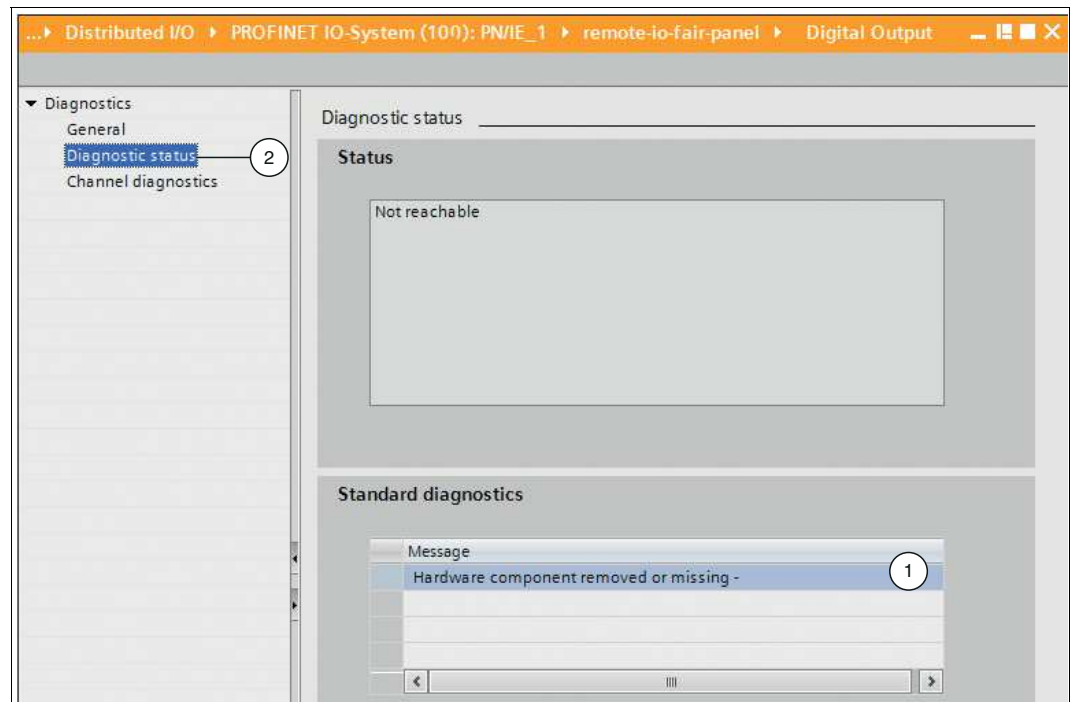 ...▸ Distributed I/O ▸ PROFINET IO-System (100): PN/IE_1 ▸ remote-io-fair-panel ▸ Digital Output
Diagnostics
General
Diagnostic status
2
Channel diagnostics
Diagnostic status
Status
Not reachable
Standard diagnostics
Message
Hardware component removed or missing -
1